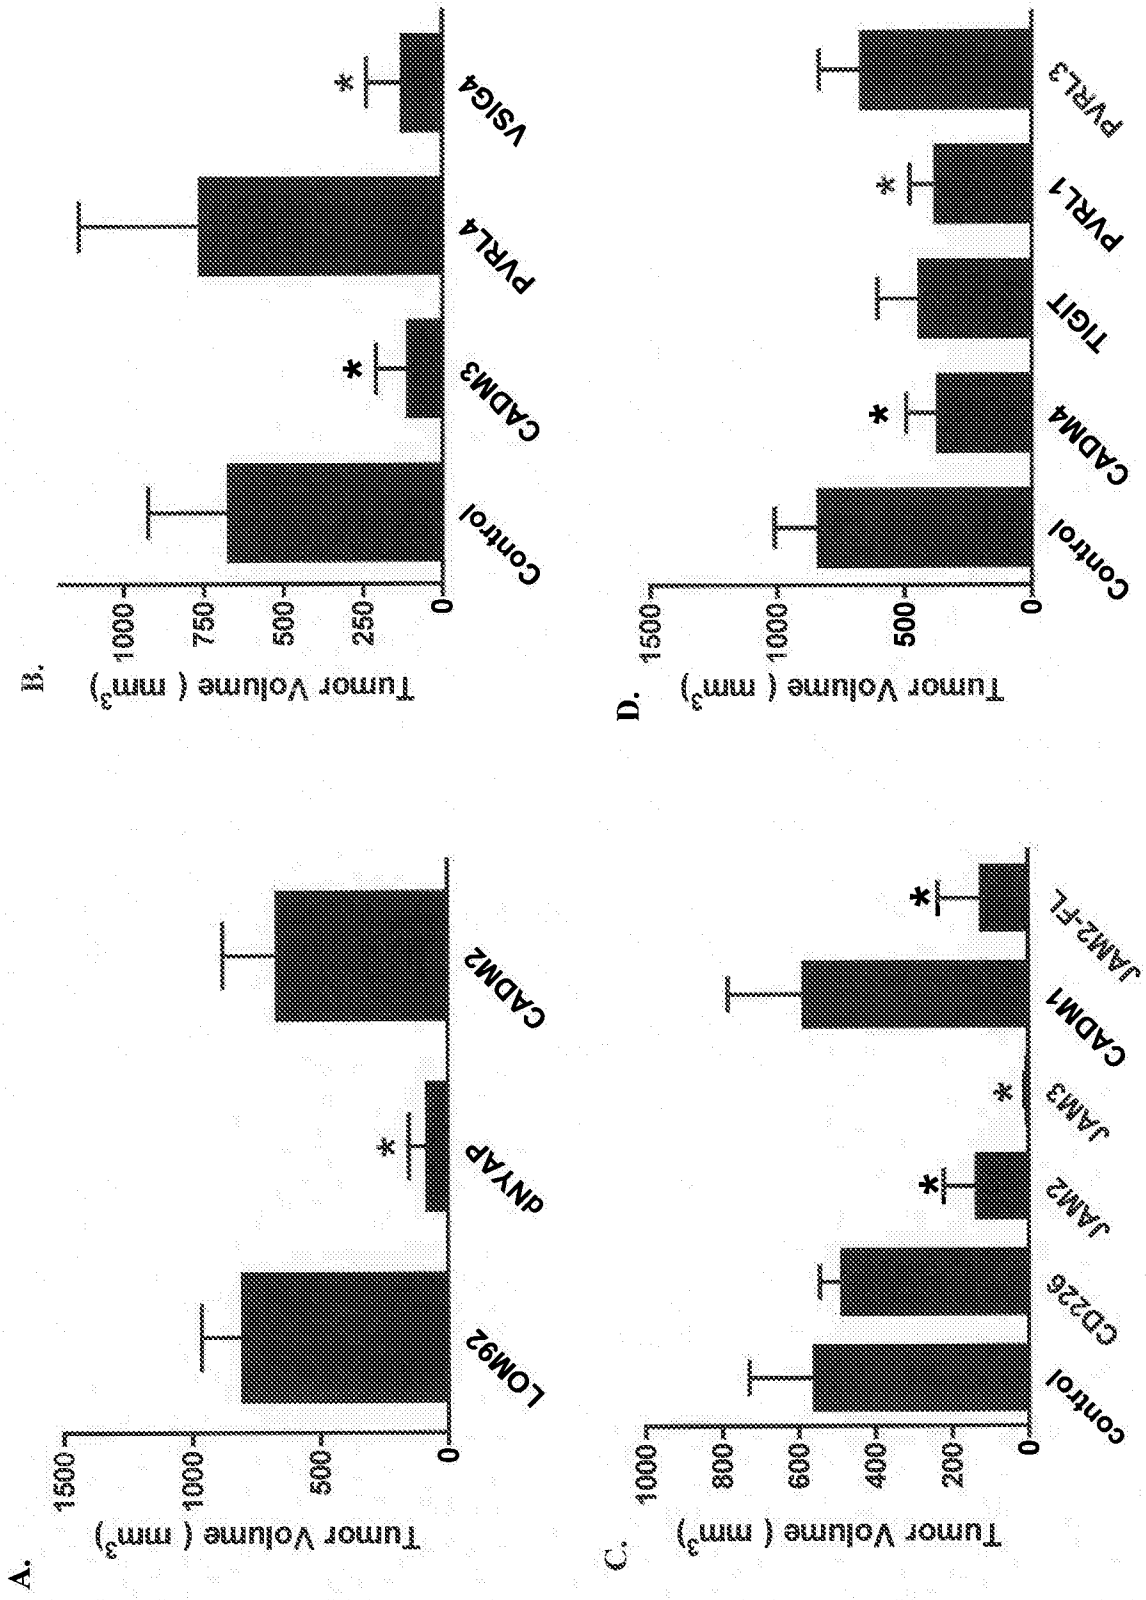 A.
Tumor Volume ( mm³)
1500
1000
500
0
LOM92
dNYAP
*
CADM2
B.
Tumor Volume ( mm³)
1000
750
500
250
0
Control
CADM3
*
PVRL4
VSIG4
*
C.
Tumor Volume ( mm³)
1000
800
600
400
200
0
control
CD226
JAM2
*
JAM3
*
CADM1
JAM2-FL
*
D.
Tumor Volume ( mm³)
1500
1000
500
0
Control
CADM4
*
TIGIT
PVRL1
*
PVRL3